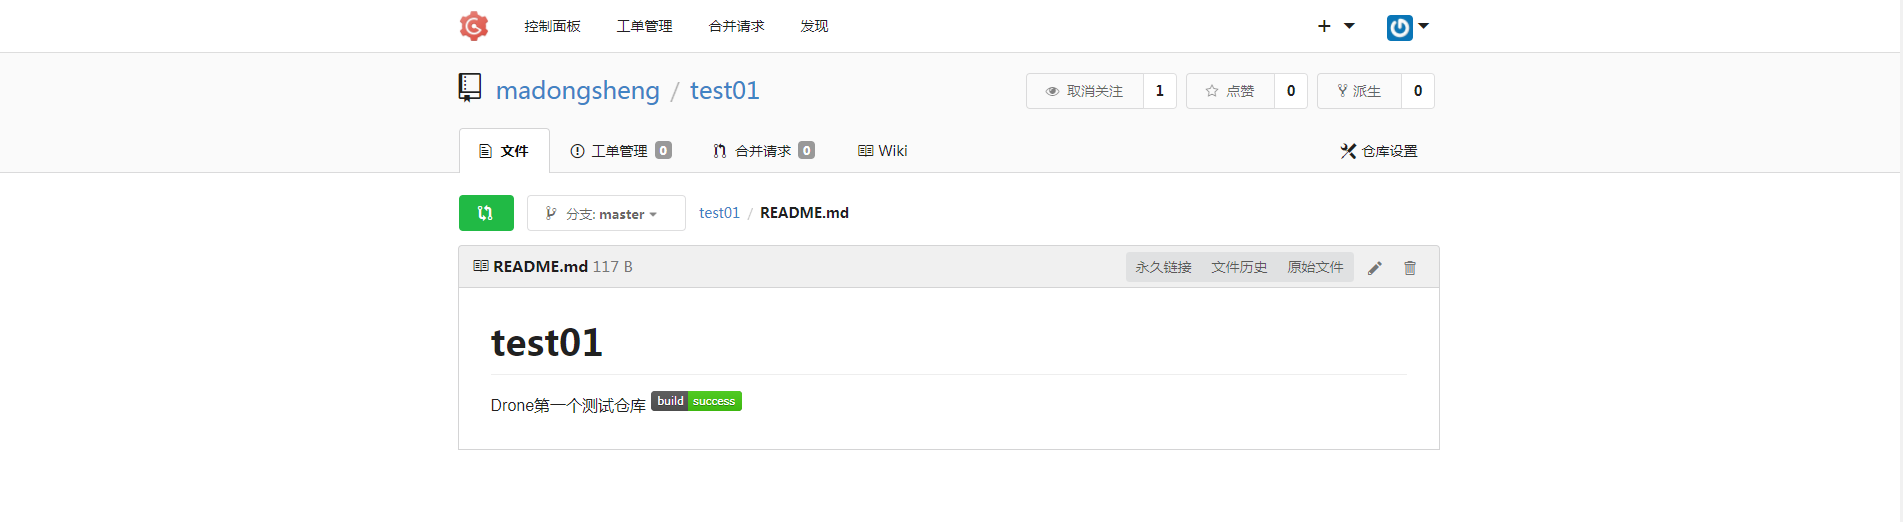 控制面板 工单管理 合并请求 发现
madongsheng / test01 取消关注 1 点赞 0 派生 0
文件 工单管理 0 合并请求 0 Wiki 仓库设置
分支: master test01 / README.md
README.md 117 B 永久链接 文件历史 原始文件
test01
Drone第一个测试仓库 build success